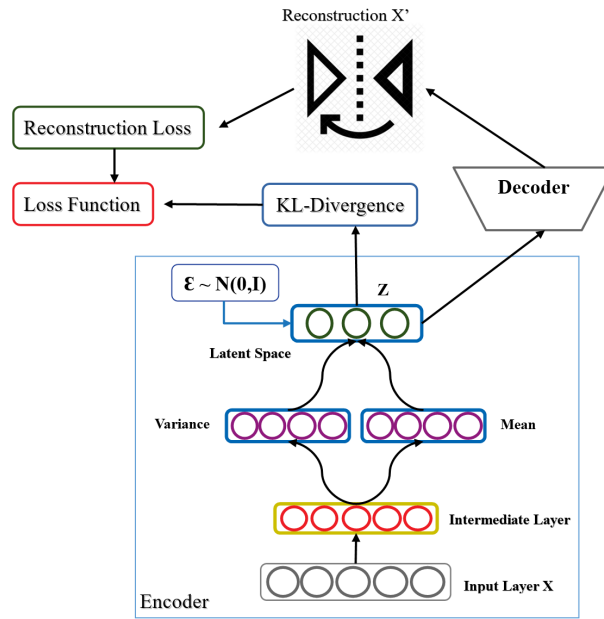 Reconstruction X’
Reconstruction Loss
Decoder
Loss Function
KL-Divergence
Ɛ ~ N(0,I)
Z
Latent Space
Variance
Mean
Intermediate Layer
Input Layer X
Encoder